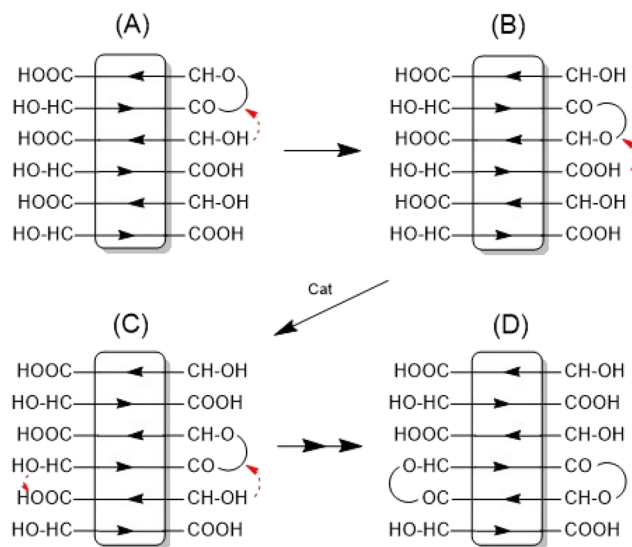 (A) (B)
HOOC CH-O HOOC CH-OH
HO-HC CO HO-HC CO
HOOC CH-OH HOOC CH-O
HO-HC COOH HO-HC COOH
HOOC CH-OH HOOC CH-OH
HO-HC COOH HO-HC COOH
Cat
(C) (D)
HOOC CH-OH HOOC CH-OH
HO-HC COOH HO-HC COOH
HOOC CH-O HOOC CH-OH
HO-HC CO O-HC CO
HOOC CH-OH OC CH-O
HO-HC COOH HO-HC COOH